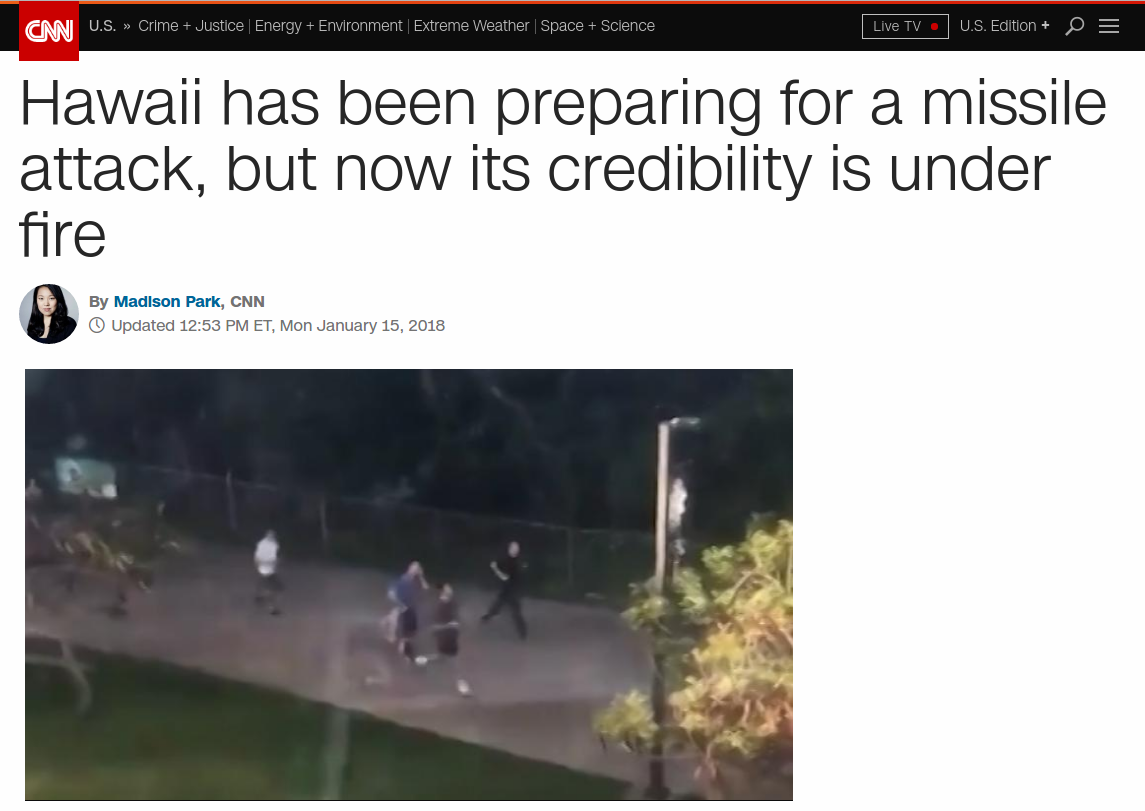 CNN
U.S. » Crime + Justice | Energy + Environment | Extreme Weather | Space + Science
Live TV
U.S. Edition +
Hawaii has been preparing for a missile
attack, but now its credibility is under
fire
By Madison Park, CNN
Updated 12:53 PM ET, Mon January 15, 2018